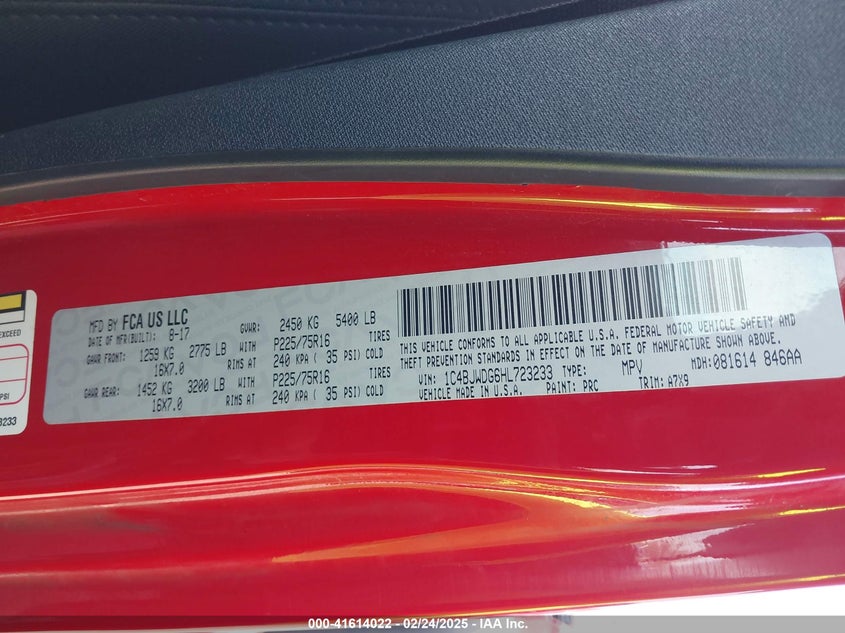 EXCEED
PSI
3233
MFD BY FCA US LLC
DATE OF MFR(BUILT): 8-17 GVWR: 2450 KG 5400 LB
GAWR FRONT: 1259 KG 2775 LB WITH P225/75R16 TIRES
16X7.0 RIMS AT 240 KPA( 35 PSI) COLD
GAWR REAR: 1452 KG 3200 LB WITH P225/75R16 TIRES
16X7.0 RIMS AT 240 KPA( 35 PSI) COLD
THIS VEHICLE CONFORMS TO ALL APPLICABLE U.S.A. FEDERAL MOTOR VEHICLE SAFETY AND
THEFT PREVENTION STANDARDS IN EFFECT ON THE DATE OF MANUFACTURE SHOWN ABOVE.
VIN: 1C4BJWDG6HL723233 TYPE: MPV MDH: 081614 846AA
VEHICLE MADE IN U.S.A. PAINT: PRC TRIM: A7X9
000-41614022 - 02/24/2025 - IAA Inc.